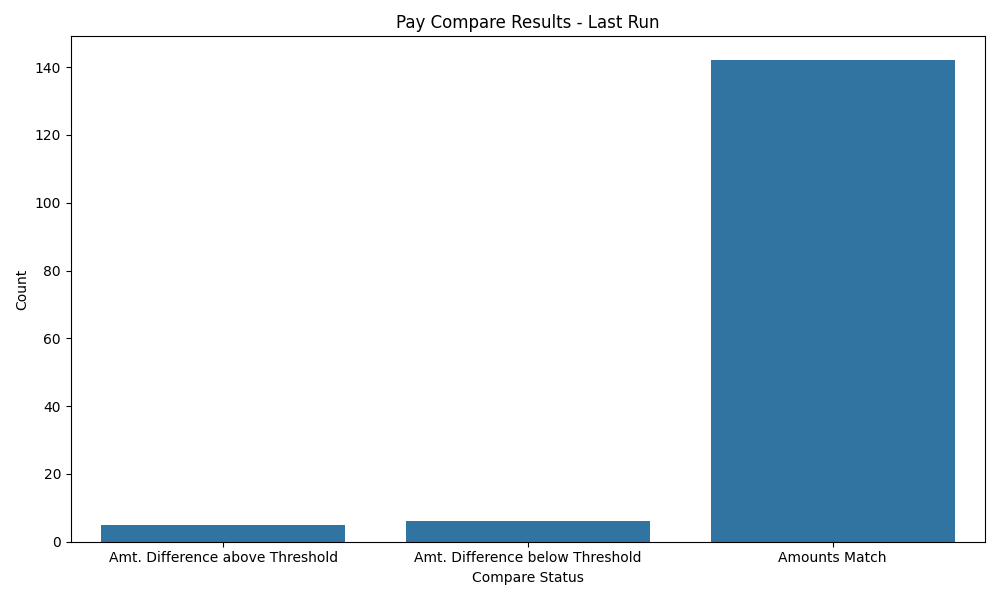 Pay Compare Results - Last Run
140
120
100
80
60
40
20
0
Count
Amt. Difference above Threshold
Amt. Difference below Threshold
Amounts Match
Compare Status